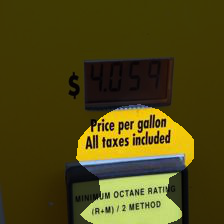 $ 4.059
Price per gallon
All taxes included
MINIMUM OCTANE RATING
(R+M) / 2 METHOD